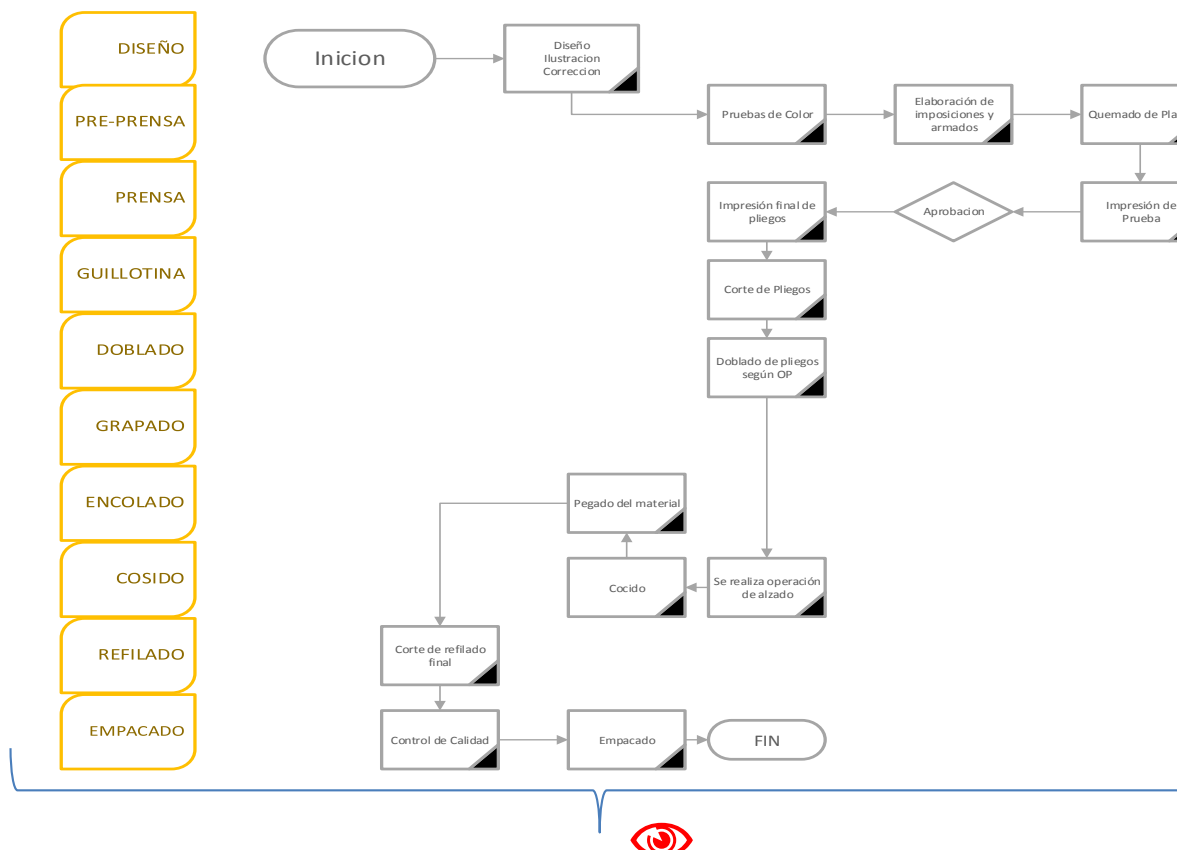 DISEÑO
PRE-PRENSA
PRENSA
GUILLOTINA
DOBLADO
GRAPADO
ENCOLADO
COSIDO
REFILADO
EMPACADO
Inicion
Diseño
Ilustracion
Correccion
Pruebas de Color
Elaboración de
imposiciones y
armados
Quemado de
Impresión de
Prueba
Aprobacion
Impresión final de
pliegos
Corte de Pliegos
Doblado de pliegos
según OP
Se realiza operación
de alzado
Cocido
Pegado del material
Corte de refilado
final
Control de Calidad
Empacado
FIN